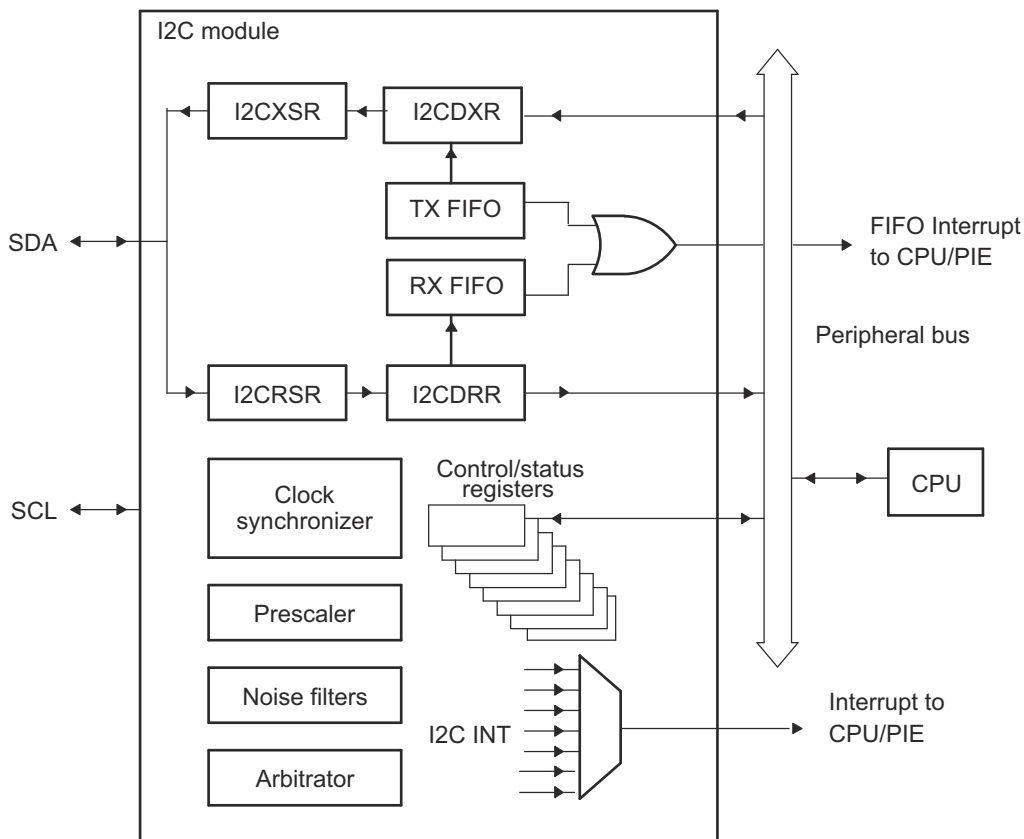 I2C module
I2CXSR
I2CDXR
TX FIFO
SDA
FIFO Interrupt
to CPU/PIE
RX FIFO
Peripheral bus
I2CRSR
I2CDRR
Control/status
registers
CPU
Clock
synchronizer
SCL
Prescaler
Noise filters
I2C INT
Interrupt to
CPU/PIE
Arbitrator